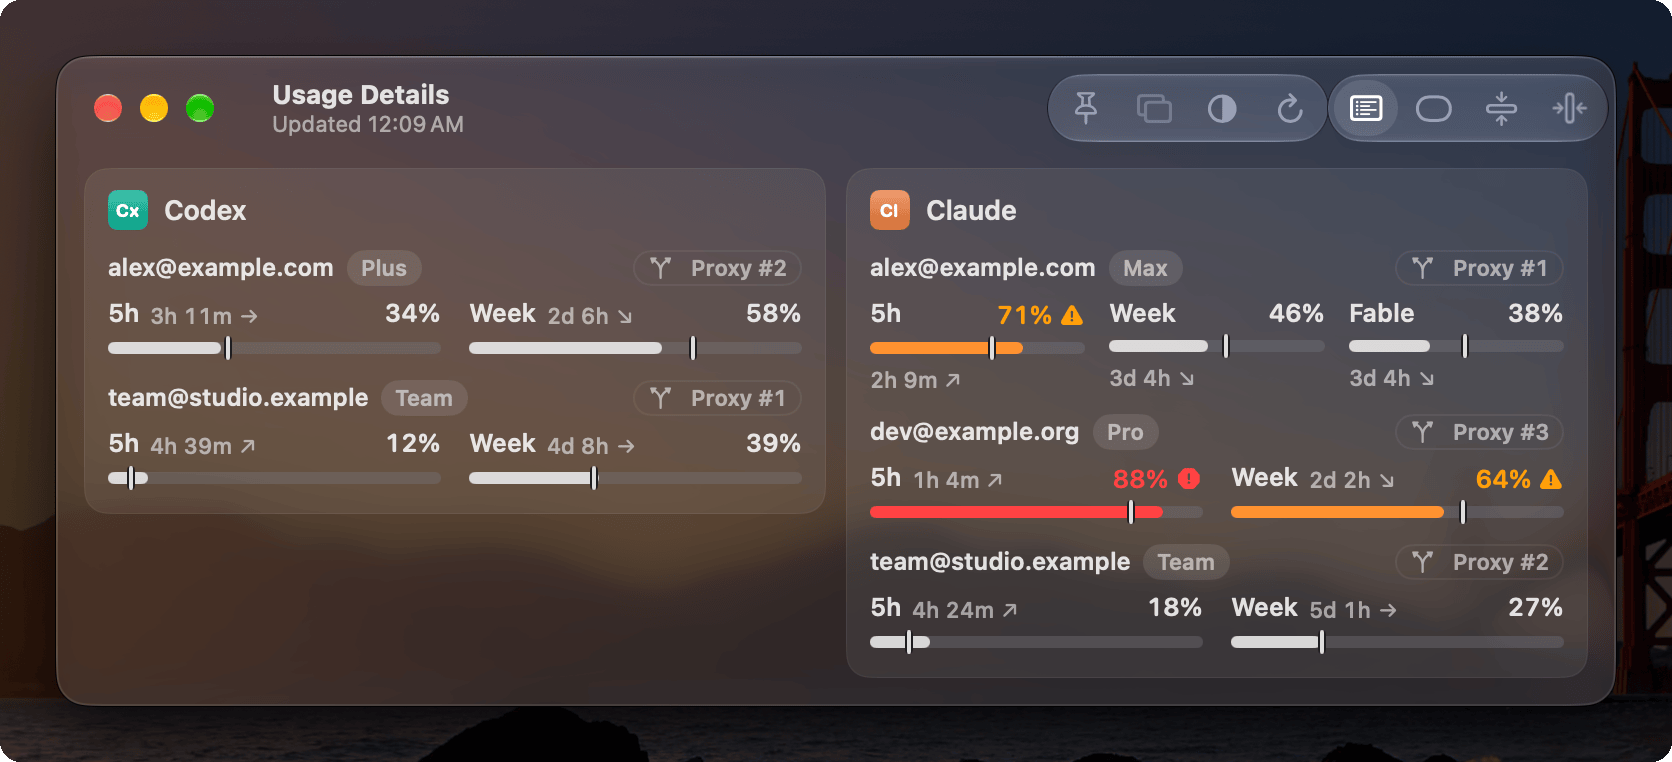 Usage Details
Updated 12:09 AM
Cx Codex
alex@example.com Plus Proxy #2
5h 3h 11m → 34% Week 2d 6h ↘ 58%
team@studio.example Team Proxy #1
5h 4h 39m ↗ 12% Week 4d 8h → 39%
Cl Claude
alex@example.com Max Proxy #1
5h 71% Week 46% Fable 38%
2h 9m ↗ 3d 4h ↘ 3d 4h ↘
dev@example.org Pro Proxy #3
5h 1h 4m ↗ 88% Week 2d 2h ↘ 64%
team@studio.example Team Proxy #2
5h 4h 24m ↗ 18% Week 5d 1h → 27%